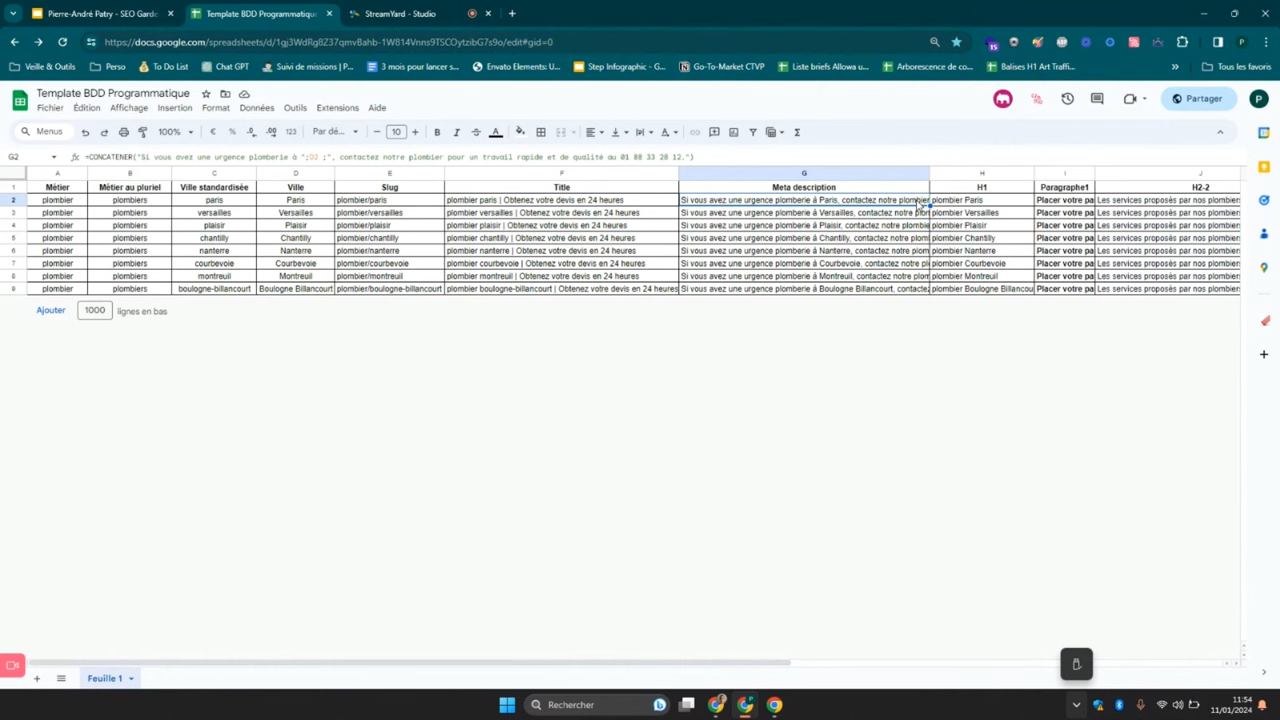 Pierre-André Patry - SEO Garde
Template BDD Programmatique
StreamYard - Studio
https://docs.google.com/spreadsheets/d/1gj3WdRg8Z37qmvBahb-1W814Vnns9TSCOytzibG7s9o/edit#gid=0
Veille & Outils
Perso
To Do List
Chat GPT
Suivi de missions | P...
3 mois pour lancer s...
Envato Elements: U...
Step Infographic - G...
Go-To-Market CTVP
Liste briefs Allowa u...
Arborescence de co...
Balises H1 Art Traffi...
Tous les favoris
Template BDD Programmatique
Fichier Édition Affichage Insertion Format Données Outils Extensions Aide
Partager
P
Menus 100% € % 123 Par dé... 10
G2 =CONCATENER("Si vous avez une urgence plomberie à ";D2 ;", contactez notre plombier pour un travail rapide et de qualité au 01 88 33 28 12.")
A B C D E F G H I J
1 Métier Métier au pluriel Ville standardisée Ville Slug Title Meta description H1 Paragraphe1 H2-2
2 plombier plombiers paris Paris plombier/paris plombier paris | Obtenez votre devis en 24 heures Si vous avez une urgence plomberie à Paris, contactez notre plombier plombier Paris Placer votre pa Les services proposés par nos plombiers
3 plombier plombiers versailles Versailles plombier/versailles plombier versailles | Obtenez votre devis en 24 heures Si vous avez une urgence plomberie à Versailles, contactez notre plom plombier Versailles Placer votre pa Les services proposés par nos plombiers
4 plombier plombiers plaisir Plaisir plombier/plaisir plombier plaisir | Obtenez votre devis en 24 heures Si vous avez une urgence plomberie à Plaisir, contactez notre plombie plombier Plaisir Placer votre pa Les services proposés par nos plombiers
5 plombier plombiers chantilly Chantilly plombier/chantilly plombier chantilly | Obtenez votre devis en 24 heures Si vous avez une urgence plomberie à Chantilly, contactez notre plom plombier Chantilly Placer votre pa Les services proposés par nos plombiers
6 plombier plombiers nanterre Nanterre plombier/nanterre plombier nanterre | Obtenez votre devis en 24 heures Si vous avez une urgence plomberie à Nanterre, contactez notre plom plombier Nanterre Placer votre pa Les services proposés par nos plombiers
7 plombier plombiers courbevoie Courbevoie plombier/courbevoie plombier courbevoie | Obtenez votre devis en 24 heures Si vous avez une urgence plomberie à Courbevoie, contactez notre pl plombier Courbevoie Placer votre pa Les services proposés par nos plombiers
8 plombier plombiers montreuil Montreuil plombier/montreuil plombier montreuil | Obtenez votre devis en 24 heures Si vous avez une urgence plomberie à Montreuil, contactez notre plom plombier Montreuil Placer votre pa Les services proposés par nos plombiers
9 plombier plombiers boulogne-billancourt Boulogne Billancourt plombier/boulogne-billancourt plombier boulogne-billancourt | Obtenez votre devis en 24 heures Si vous avez une urgence plomberie à Boulogne Billancourt, contactez plombier Boulogne Billancou Placer votre pa Les services proposés par nos plombiers
Ajouter 1000 lignes en bas
Feuille 1
Rechercher
11:54
11/01/2024